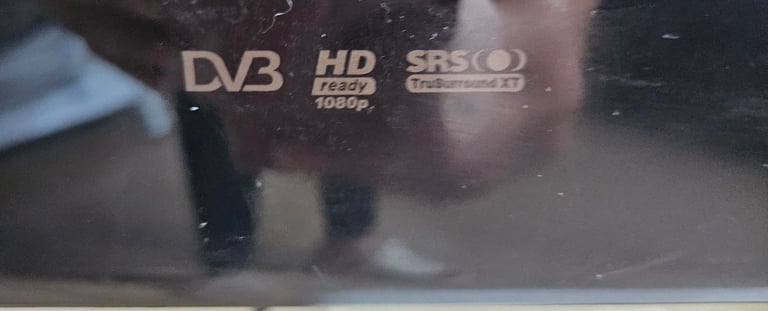 DVB
HD
ready
1080p
SRS
TruSurround XT